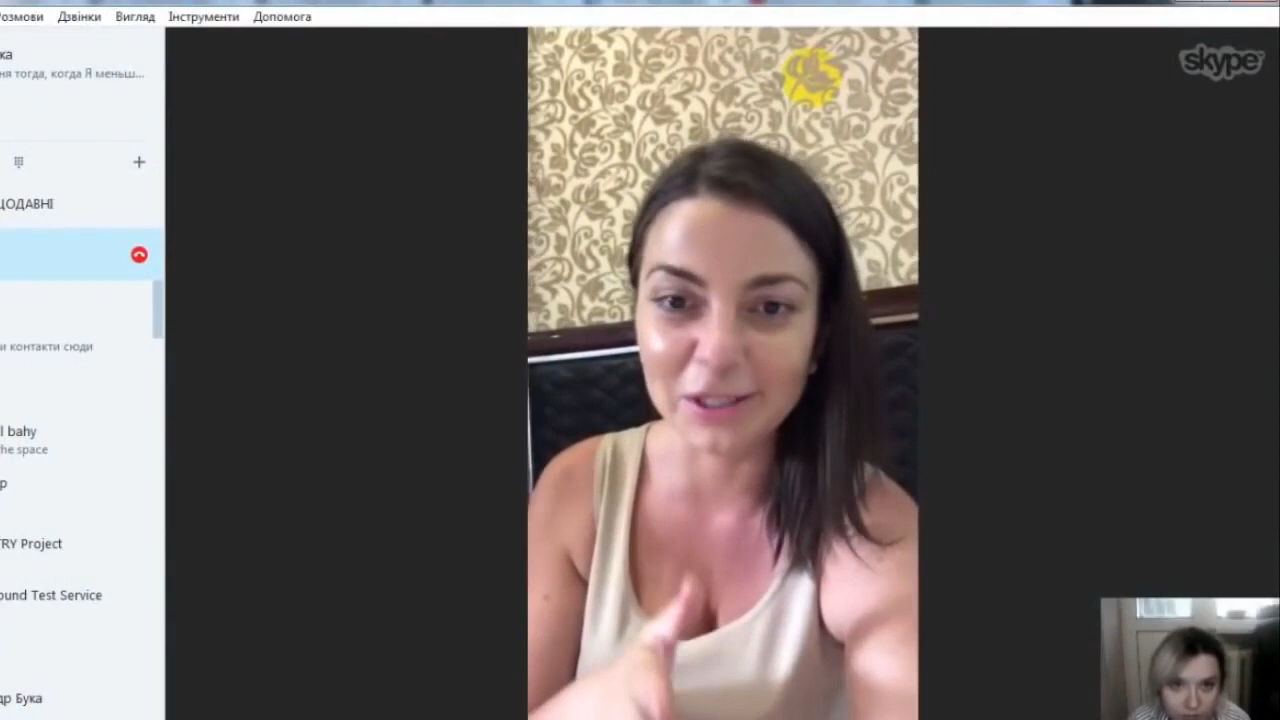 Розмови Дзвінки Вигляд Інструменти Допомога
skype
ка
ня тогда, когда Я меньш...
ЩОДАВНІ
и контакти сюди
l bahy
he space
р
TRY Project
ound Test Service
др Бука